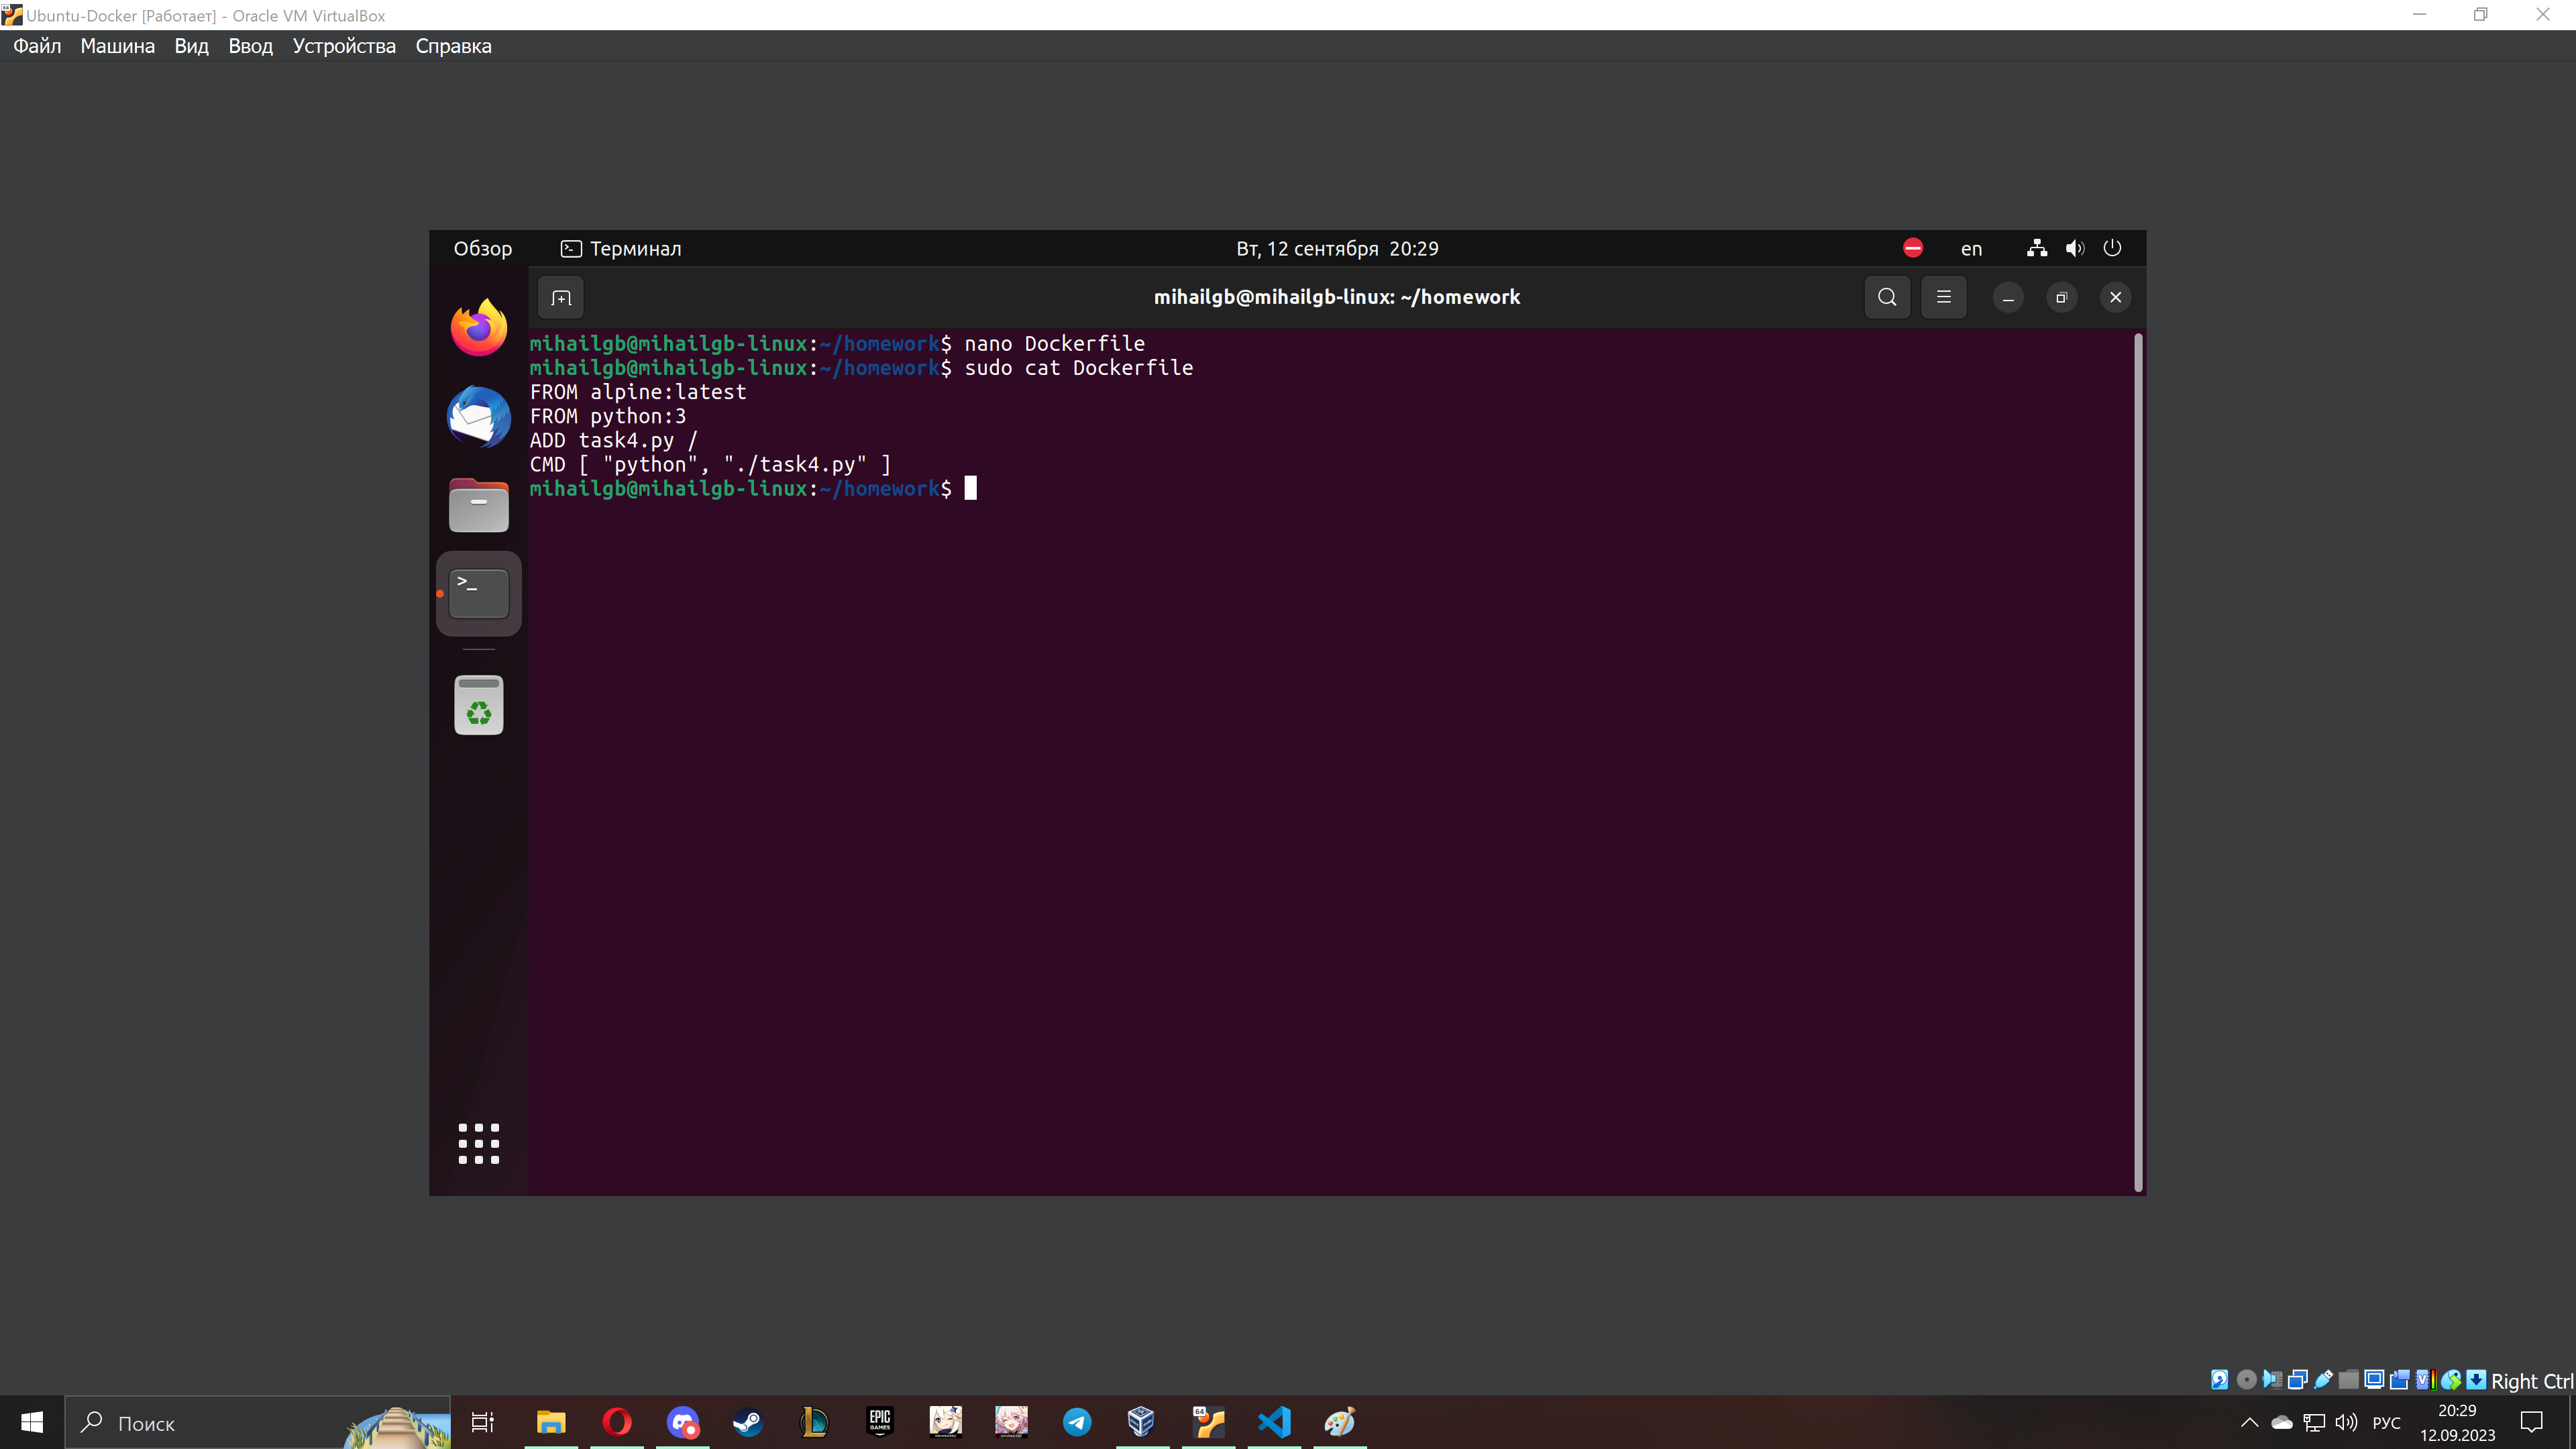 Ubuntu-Docker [Работает] - Oracle VM VirtualBox
Файл Машина Вид Ввод Устройства Справка
Обзор Терминал Вт, 12 сентября 20:29 en
mihailgb@mihailgb-linux: ~/homework
mihailgb@mihailgb-linux:~/homework$ nano Dockerfile
mihailgb@mihailgb-linux:~/homework$ sudo cat Dockerfile
FROM alpine:latest
FROM python:3
ADD task4.py /
CMD [ "python", "./task4.py" ]
mihailgb@mihailgb-linux:~/homework$
Right Ctrl
Поиск
EPIC
GAMES
64
РУС
20:29
12.09.2023